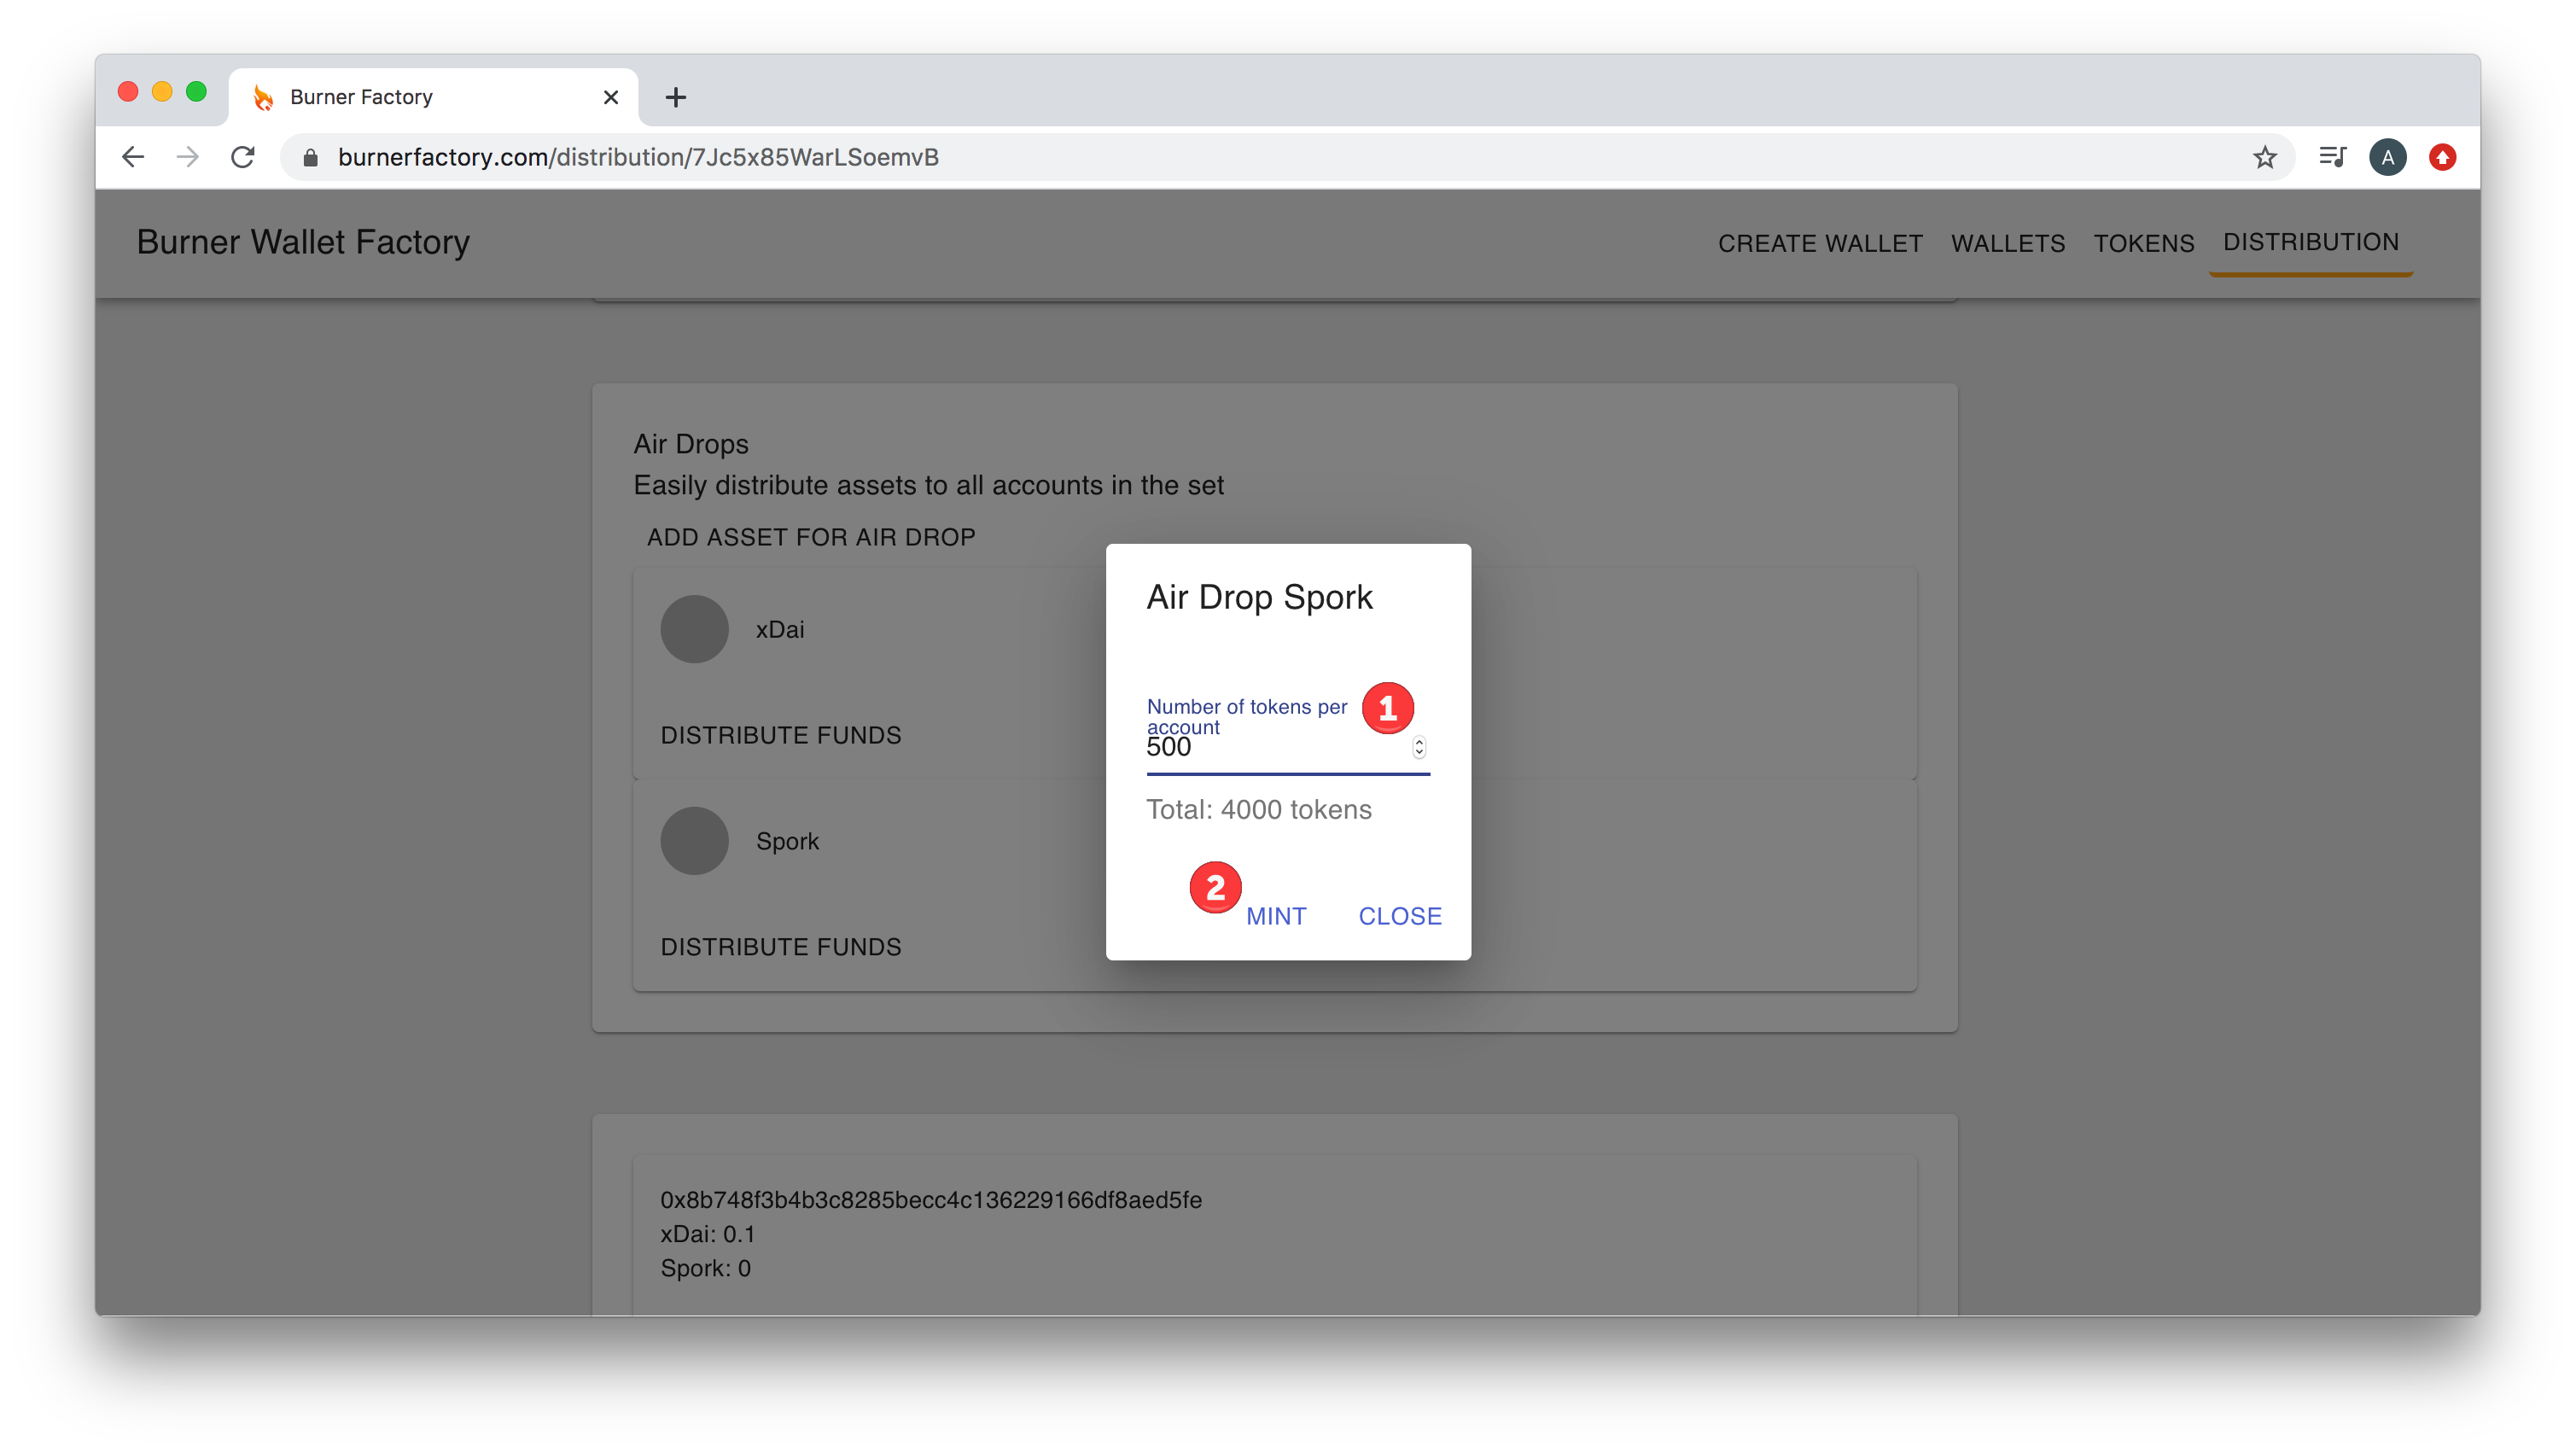 Burner Factory
burnerfactory.com/distribution/7Jc5x85WarLSoemvB
A
Burner Wallet Factory
CREATE WALLET WALLETS TOKENS DISTRIBUTION
Air Drops
Easily distribute assets to all accounts in the set
ADD ASSET FOR AIR DROP
xDai
DISTRIBUTE FUNDS
Spork
DISTRIBUTE FUNDS
Air Drop Spork
Number of tokens per
account
1
500
Total: 4000 tokens
2
MINT CLOSE
0x8b748f3b4b3c8285becc4c136229166df8aed5fe
xDai: 0.1
Spork: 0